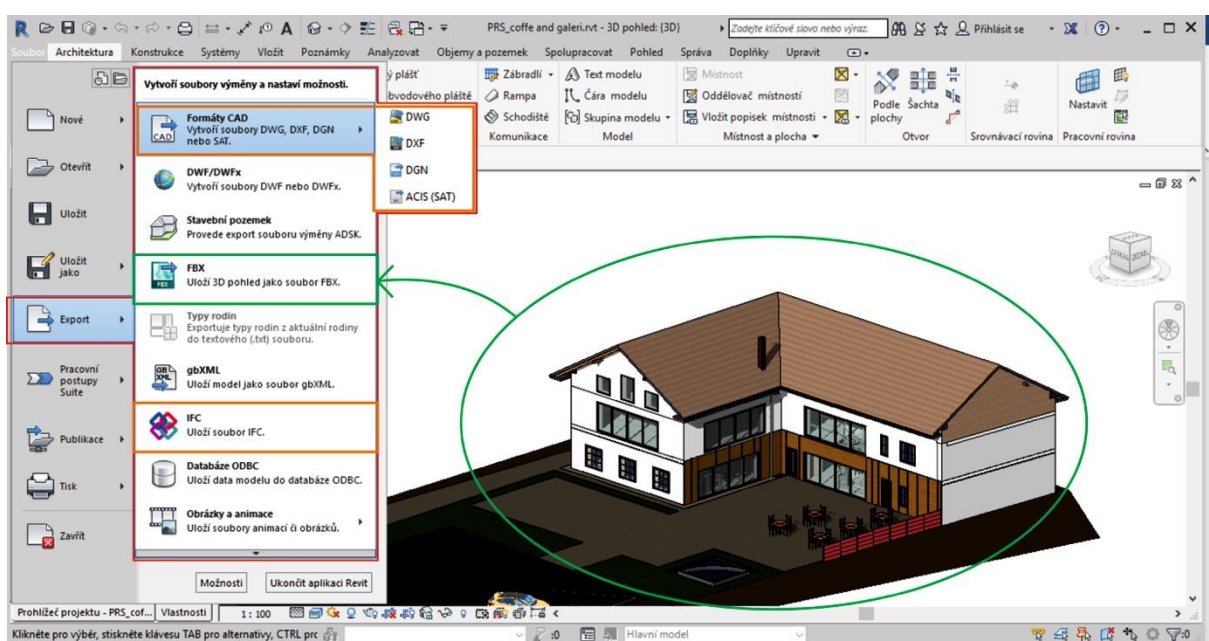 PRS_coffe and galeri.rvt - 3D pohled: {3D}
Zadejte klíčové slovo nebo výraz.
Přihlásit se
Soubor Architektura Konstrukce Systémy Vložit Poznámky Analyzovat Objemy a pozemek Spolupracovat Pohled Správa Doplňky Upravit
Vytvoří soubory výměny a nastaví možnosti.
Nové
Otevřít
Uložit
Uložit
jako
Export
Pracovní
postupy
Suite
Publikace
Tisk
Zavřít
CAD
Formáty CAD
Vytvoří soubory DWG, DXF, DGN
nebo SAT.
DWF/DWFx
Vytvoří soubory DWF nebo DWFx.
Stavební pozemek
Provede export souboru výměny ADSK.
FBX
FBX
Uloží 3D pohled jako soubor FBX.
Typy rodin
Exportuje typy rodin z aktuální rodiny
do textového (.txt) souboru.
gbXML
Uloží model jako soubor gbXML.
IFC
Uloží soubor IFC.
Databáze ODBC
Uloží data modelu do databáze ODBC.
Obrázky a animace
Uloží soubory animací či obrázků.
Možnosti
Ukončit aplikaci Revit
DWG
DXF
DGN
ACIS (SAT)
ý plášť
bvodového pláště
Zábradlí
Rampa
Schodiště
Komunikace
Text modelu
Čára modelu
Skupina modelu
Model
Místnost
Oddělovač místností
Vložit popisek místnosti
Místnost a plocha
Podle
plochy
Šachta
Otvor
Srovnávací rovina
Nastavit
Pracovní rovina
Prohlížeč projektu - PRS_cof...
Vlastnosti
1 : 100
Klikněte pro výběr, stiskněte klávesu TAB pro alternativy, CTRL prc
:0
Hlavní model
:0